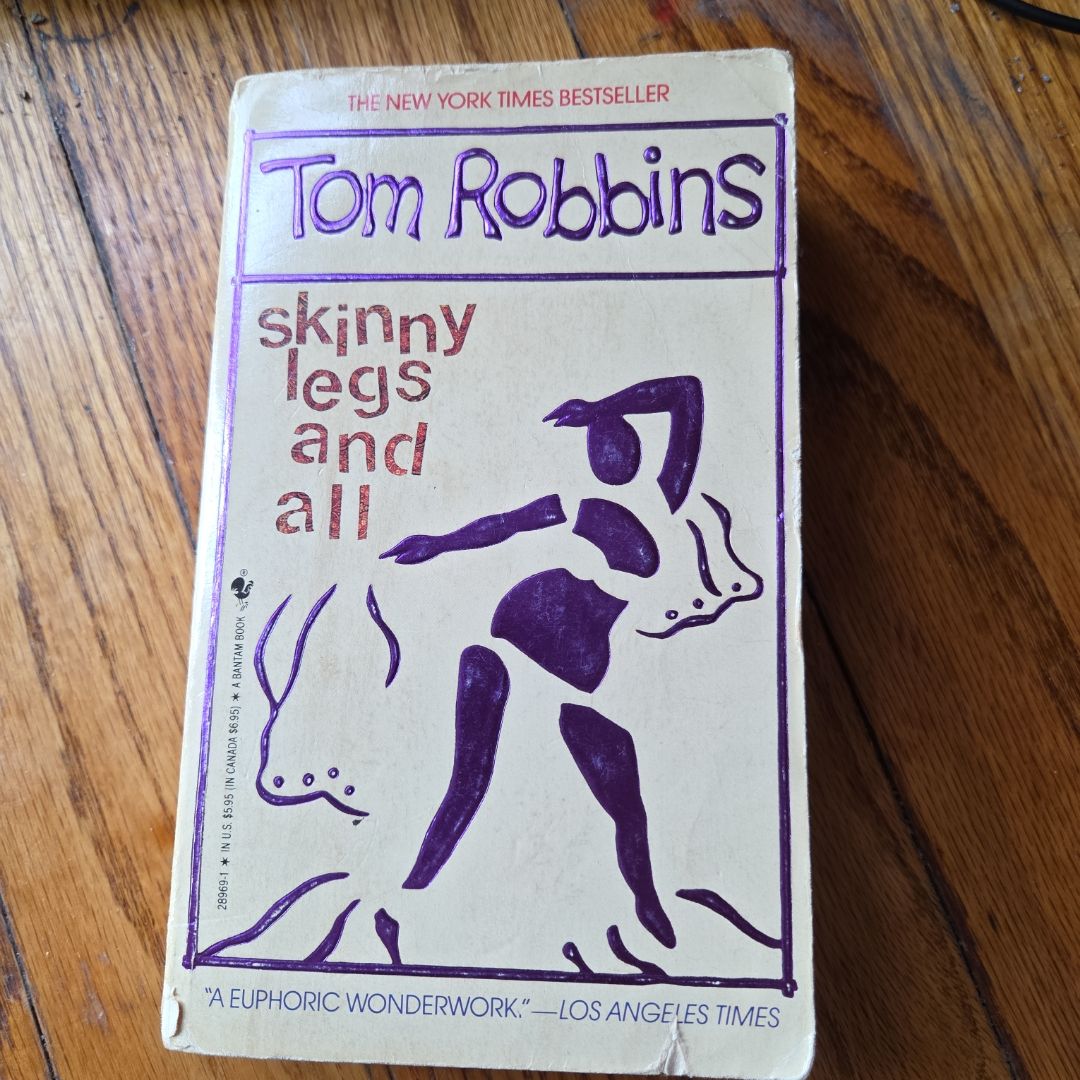 THE NEW YORK TIMES BESTSELLER
Tom Robbins
skinny
legs
and
all
28969-1 * IN U.S. $5.95 (IN CANADA $6.95) * A BANTAM BOOK ®
"A EUPHORIC WONDERWORK."—LOS ANGELES TIMES